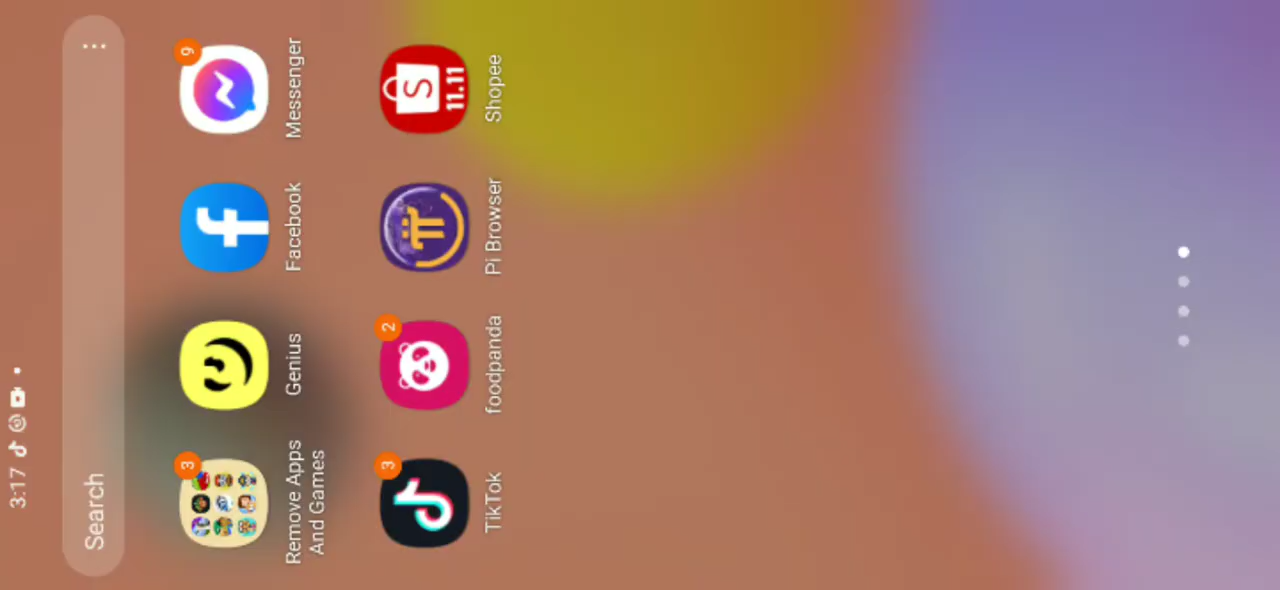 3:17
Search
3
Remove Apps
And Games
Genius
Facebook
9
Messenger
3
TikTok
2
foodpanda
Pi Browser
S
11.11
Shopee